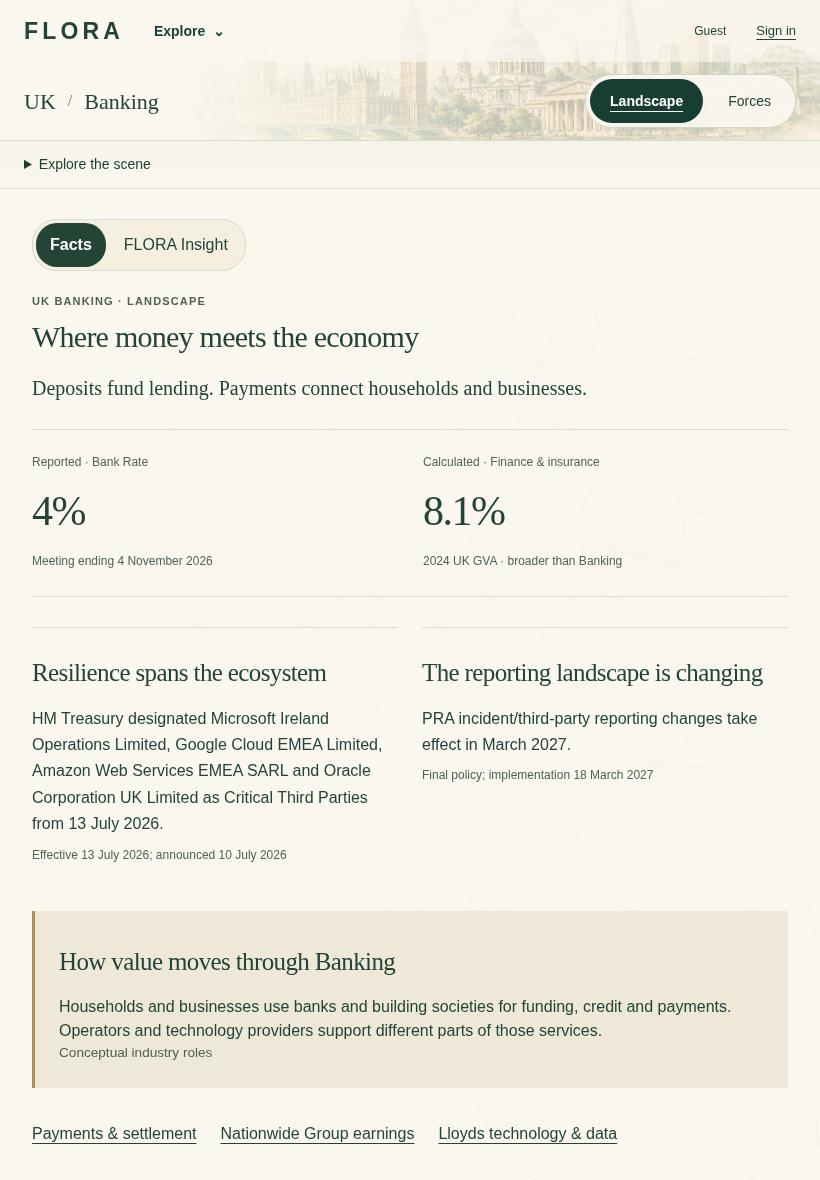 FLORA
Explore
Guest
Sign in
UK / Banking
Landscape
Forces
Explore the scene
Facts
FLORA Insight
UK BANKING · LANDSCAPE
Where money meets the economy
Deposits fund lending. Payments connect households and businesses.
Reported · Bank Rate
4%
Meeting ending 4 November 2026
Calculated · Finance & insurance
8.1%
2024 UK GVA · broader than Banking
Resilience spans the ecosystem
HM Treasury designated Microsoft Ireland
Operations Limited, Google Cloud EMEA Limited,
Amazon Web Services EMEA SARL and Oracle
Corporation UK Limited as Critical Third Parties
from 13 July 2026.
Effective 13 July 2026; announced 10 July 2026
The reporting landscape is changing
PRA incident/third-party reporting changes take
effect in March 2027.
Final policy; implementation 18 March 2027
How value moves through Banking
Households and businesses use banks and building societies for funding, credit and payments.
Operators and technology providers support different parts of those services.
Conceptual industry roles
Payments & settlement
Nationwide Group earnings
Lloyds technology & data